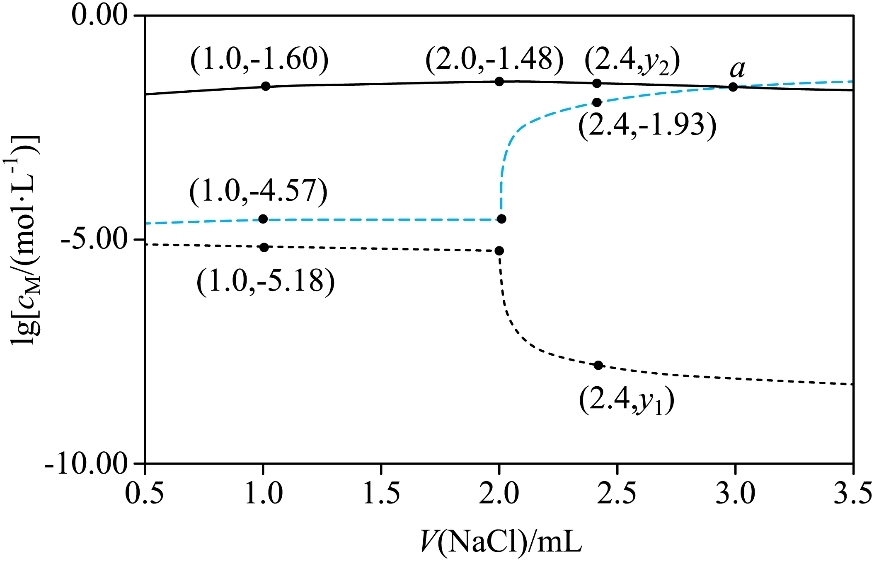 0.00
(1.0,-1.60)
(2.0,-1.48)
(2.4,y₂)
a
(2.4,-1.93)
(1.0,-4.57)
-5.00
(1.0,-5.18)
(2.4,y₁)
-10.00
0.5 1.0 1.5 2.0 2.5 3.0 3.5
V(NaCl)/mL
lg[c_M/(mol·L⁻¹)]